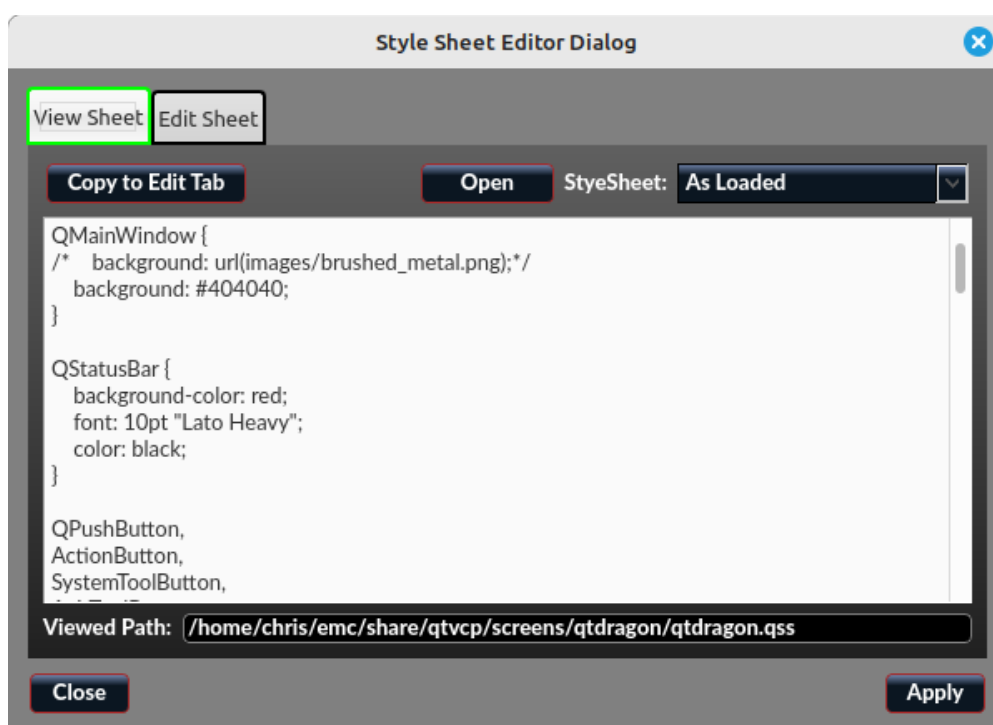 Style Sheet Editor Dialog
View Sheet Edit Sheet
Copy to Edit Tab Open StyeSheet: As Loaded
QMainWindow {
/* background: url(images/brushed_metal.png);*/
background: #404040;
}
QStatusBar {
background-color: red;
font: 10pt "Lato Heavy";
color: black;
}
QPushButton,
ActionButton,
SystemToolButton,
Viewed Path: /home/chris/emc/share/qtvcp/screens/qtdragon/qtdragon.qss
Close Apply